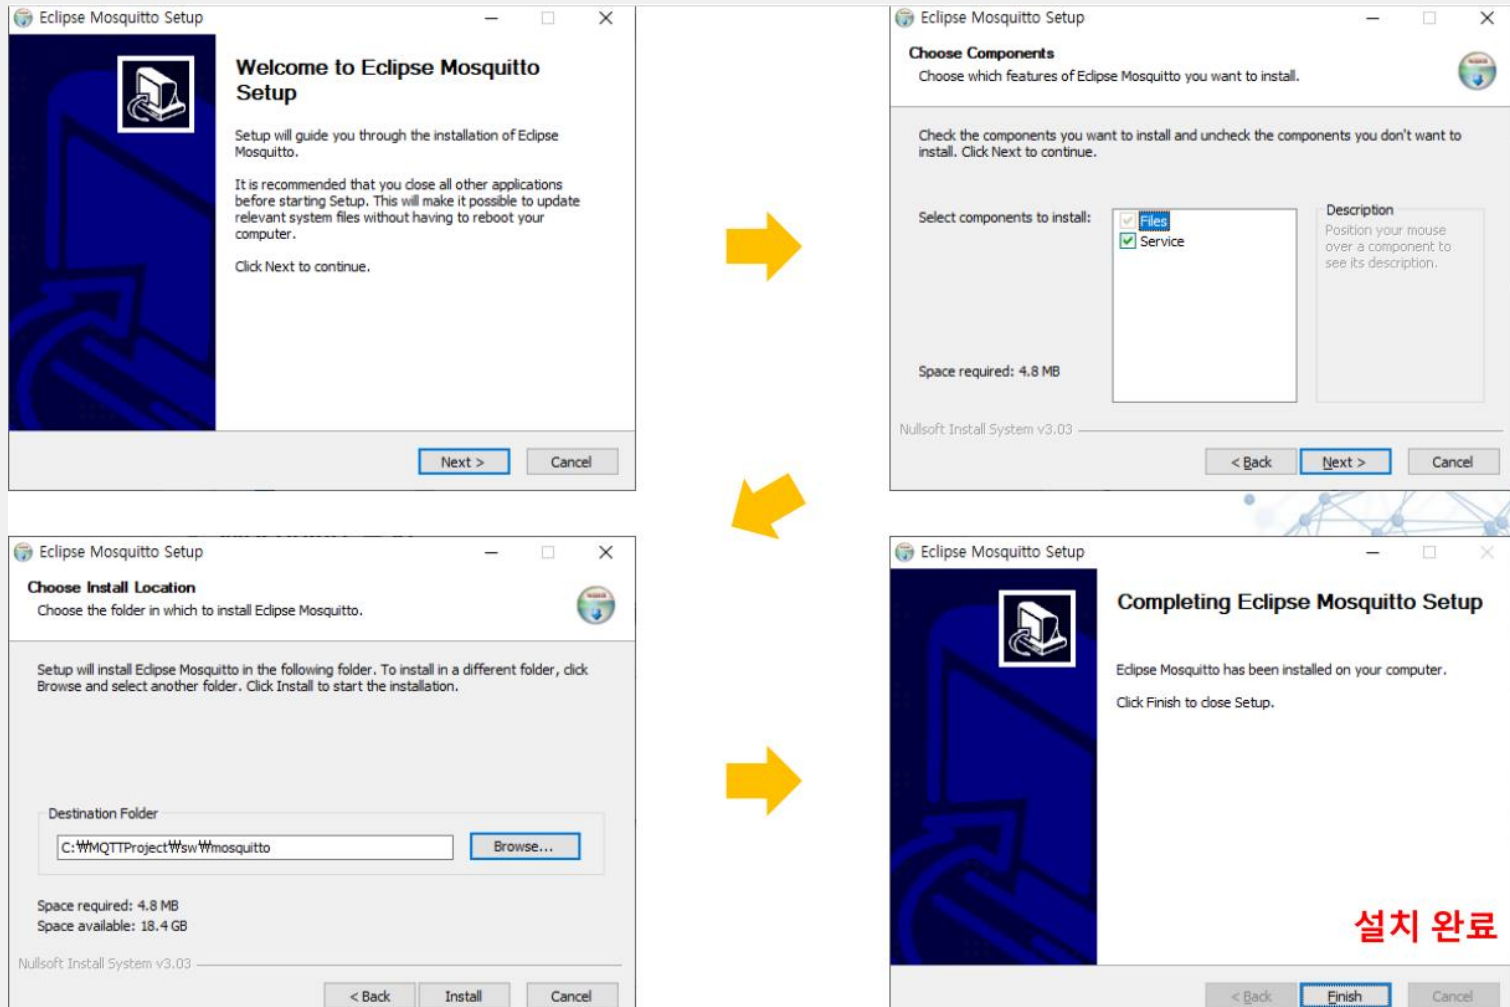 Eclipse Mosquitto Setup
Welcome to Eclipse Mosquitto
Setup
Setup will guide you through the installation of Eclipse
Mosquitto.
It is recommended that you close all other applications
before starting Setup. This will make it possible to update
relevant system files without having to reboot your
computer.
Click Next to continue.
Next >
Cancel
Eclipse Mosquitto Setup
Choose Components
Choose which features of Eclipse Mosquitto you want to install.
Check the components you want to install and uncheck the components you don't want to
install. Click Next to continue.
Select components to install:
Files
Service
Description
Position your mouse
over a component to
see its description.
Space required: 4.8 MB
Nullsoft Install System v3.03
< Back
Next >
Cancel
Eclipse Mosquitto Setup
Choose Install Location
Choose the folder in which to install Eclipse Mosquitto.
Setup will install Eclipse Mosquitto in the following folder. To install in a different folder, click
Browse and select another folder. Click Install to start the installation.
Destination Folder
C:₩MQTTProject₩sw₩mosquitto
Browse...
Space required: 4.8 MB
Space available: 18.4 GB
Nullsoft Install System v3.03
< Back
Install
Cancel
Eclipse Mosquitto Setup
Completing Eclipse Mosquitto Setup
Eclipse Mosquitto has been installed on your computer.
Click Finish to close Setup.
설치 완료
< Back
Finish
Cancel